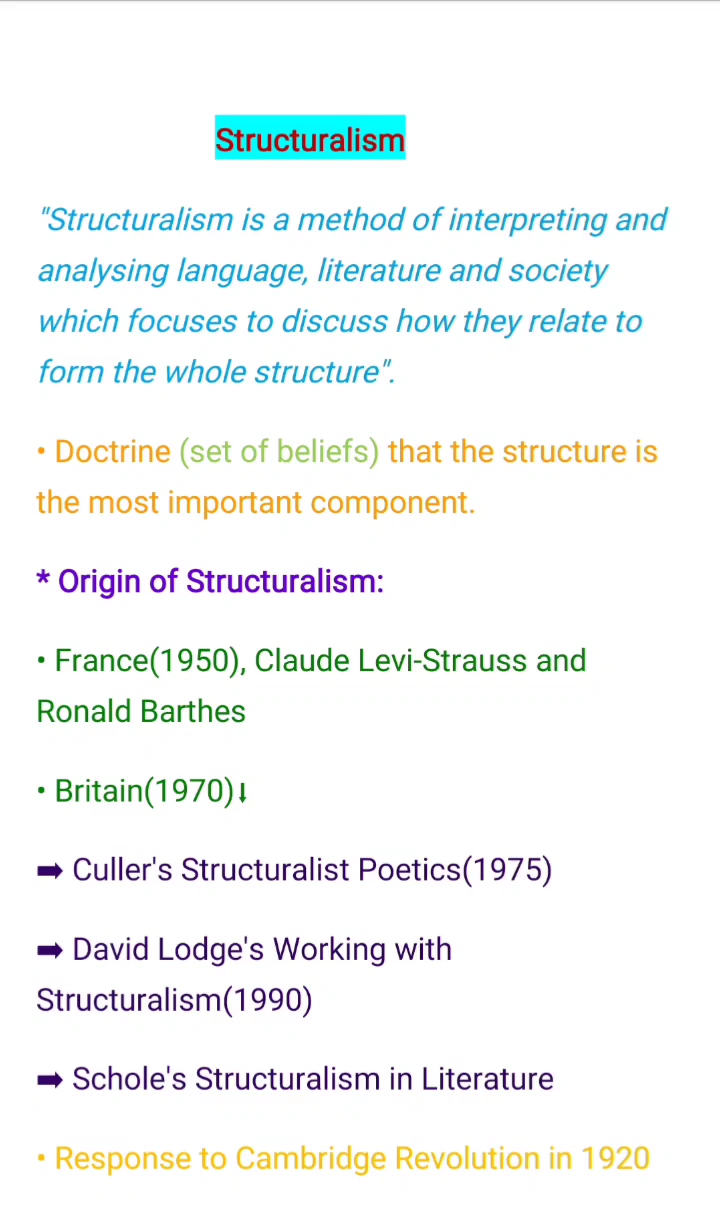 Structuralism
"Structuralism is a method of interpreting and
analysing language, literature and society
which focuses to discuss how they relate to
form the whole structure".
• Doctrine (set of beliefs) that the structure is
the most important component.
* Origin of Structuralism:
• France(1950), Claude Levi-Strauss and
Ronald Barthes
• Britain(1970)⬇
➡ Culler's Structuralist Poetics(1975)
➡ David Lodge's Working with
Structuralism(1990)
➡ Schole's Structuralism in Literature
• Response to Cambridge Revolution in 1920